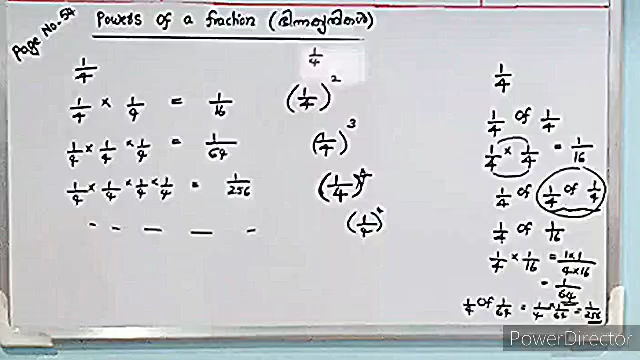 Page No. 54
Powers of a fraction (ഭിന്നകൃതികൾ)
1/4 1/4
1/4 × 1/4 = 1/16 (1/4)²
1/4 × 1/4 × 1/4 = 1/64 (1/4)³
1/4 × 1/4 × 1/4 × 1/4 = 1/256 (1/4)⁴
- - - - - (1/4)
1/4
1/4 of 1/4
1/4 × 1/4 = 1/16
1/4 of 1/4 of 1/4
1/4 of 1/16
1/4 × 1/16 = 1×1/4×16
= 1/64
1/4 of 1/64 = 1/4 × 1/64 = 1/256
PowerDirector